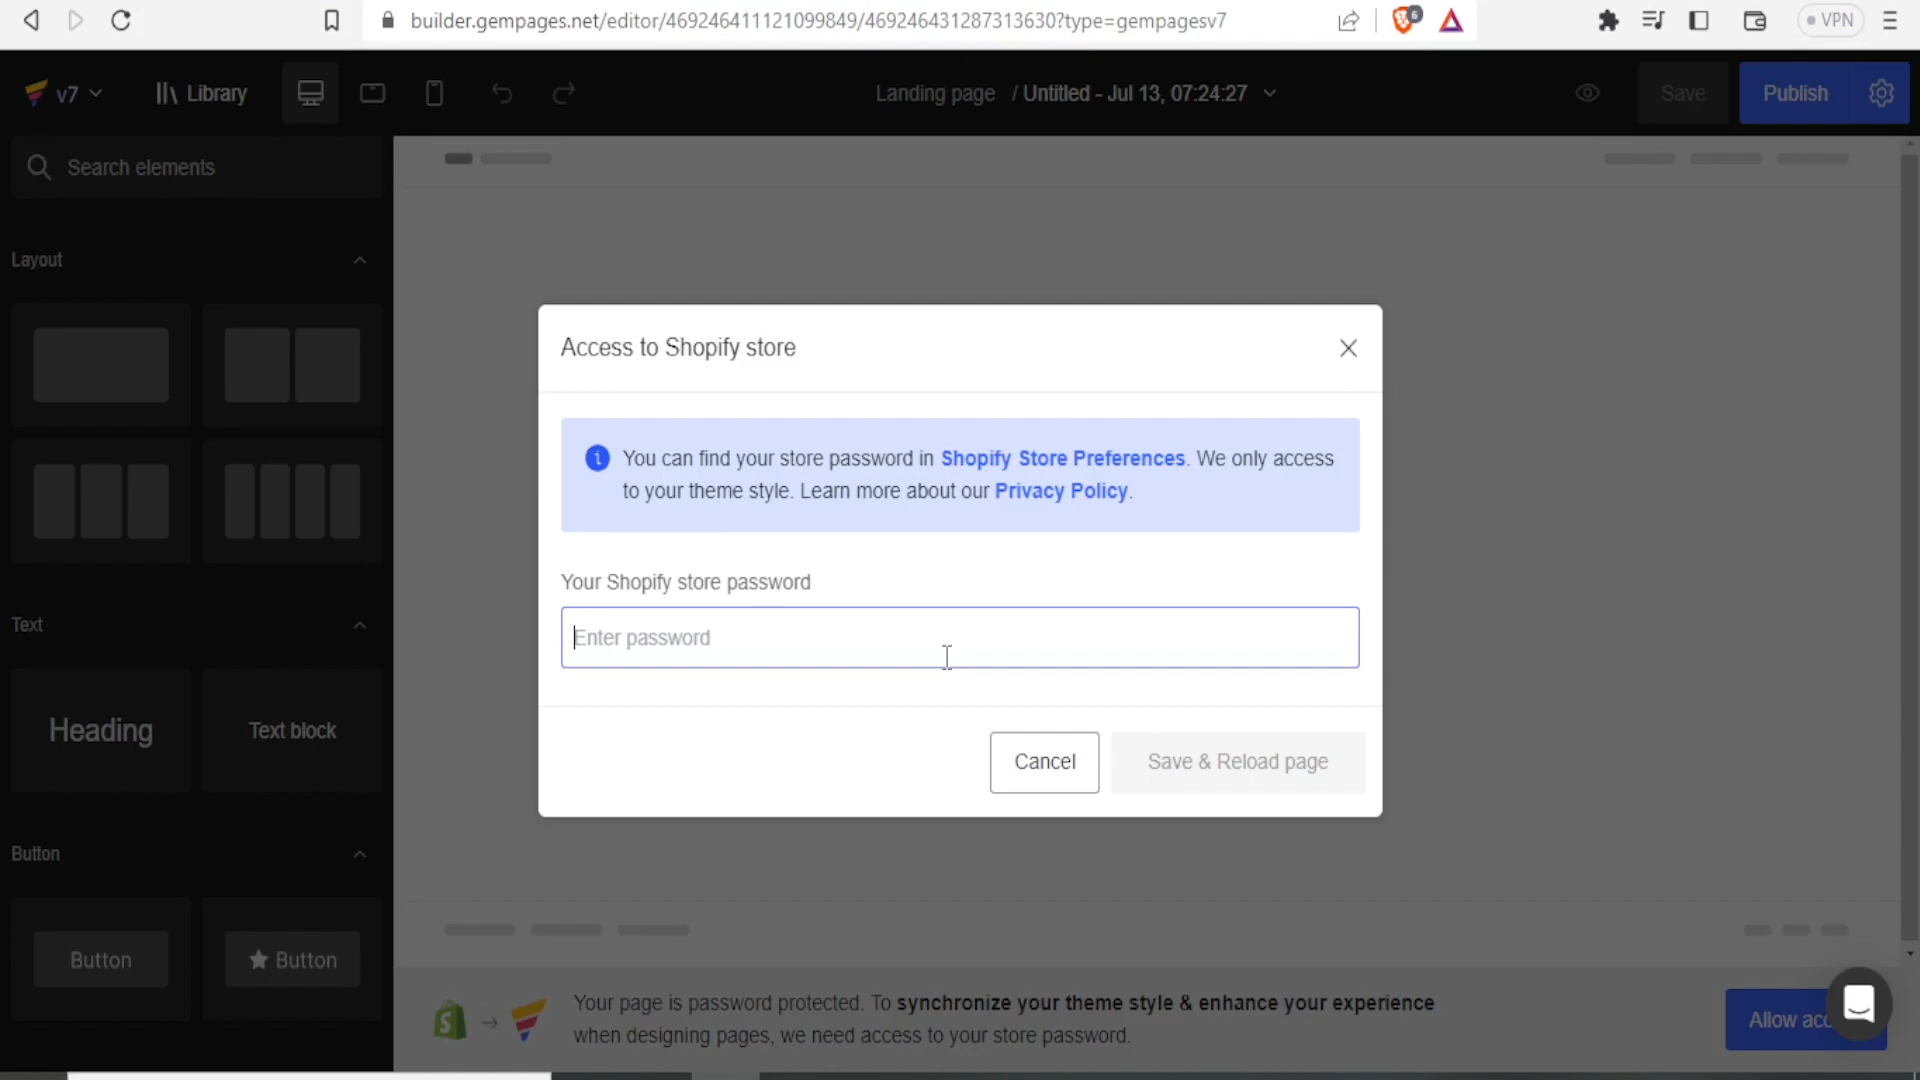 builder.gempages.net/editor/469246411121099849/469246431287313630?type=gempagesv7
6
VPN
v7
Library
Landing page / Untitled - Jul 13, 07:24:27
Save
Publish
Search elements
Layout
Access to Shopify store
You can find your store password in Shopify Store Preferences. We only access
to your theme style. Learn more about our Privacy Policy.
Your Shopify store password
Enter password
Cancel
Save & Reload page
Text
Heading
Text block
Button
Button
Button
Your page is password protected. To synchronize your theme style & enhance your experience
when designing pages, we need access to your store password.
Allow acc